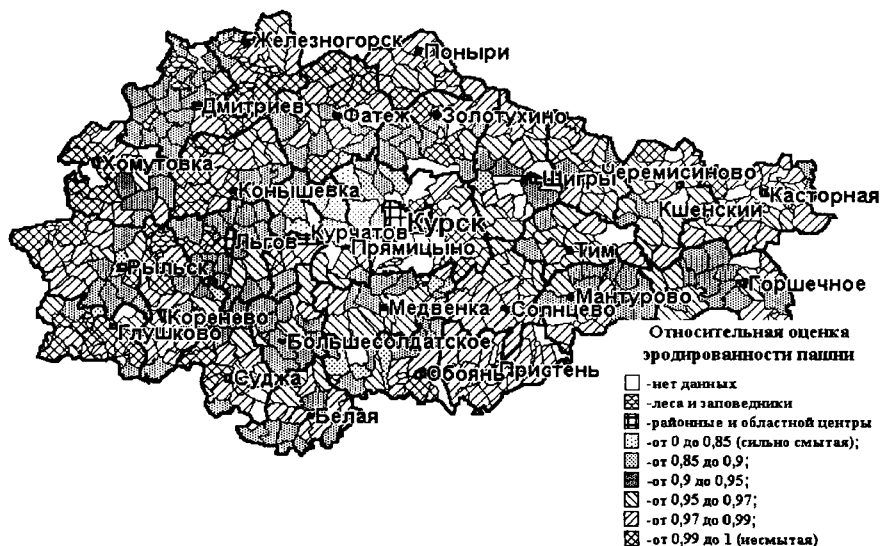 Железногорск
Поныри
Дмитриев
Фатеж
Золотухино
Хомутовка
Конышевка
Щигры
Черемисиново
Касторная
Кшенский
Курск
Курчатов
Льгов
Прямицыно
Тим
Рыльск
Горшечное
Мантурово
Медвенка
Солнцево
Коренево
Глушково
Большесолдатское
Обоянь
Пристень
Суджа
Белая
Относительная оценка
эродированности пашни
-нет данных
-леса и заповедники
-районные и областной центры
-от 0 до 0,85 (сильно смытая);
-от 0,85 до 0,9;
-от 0,9 до 0,95;
-от 0,95 до 0,97;
-от 0,97 до 0,99;
-от 0,99 до 1 (несмытая)